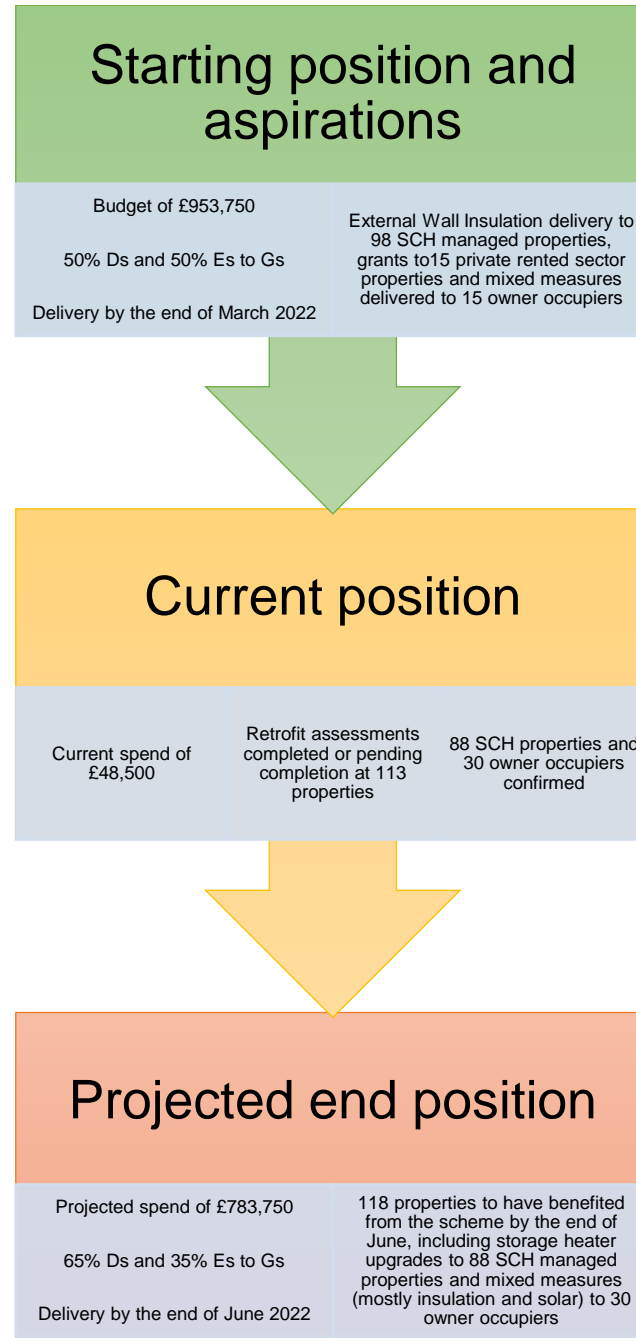 Starting position and
aspirations
Budget of £953,750
50% Ds and 50% Es to Gs
Delivery by the end of March 2022
External Wall Insulation delivery to
98 SCH managed properties,
grants to15 private rented sector
properties and mixed measures
delivered to 15 owner occupiers
Current position
Current spend of
£48,500
Retrofit assessments
completed or pending
completion at 113
properties
88 SCH properties and
30 owner occupiers
confirmed
Projected end position
Projected spend of £783,750
65% Ds and 35% Es to Gs
Delivery by the end of June 2022
118 properties to have benefited
from the scheme by the end of
June, including storage heater
upgrades to 88 SCH managed
properties and mixed measures
(mostly insulation and solar) to 30
owner occupiers